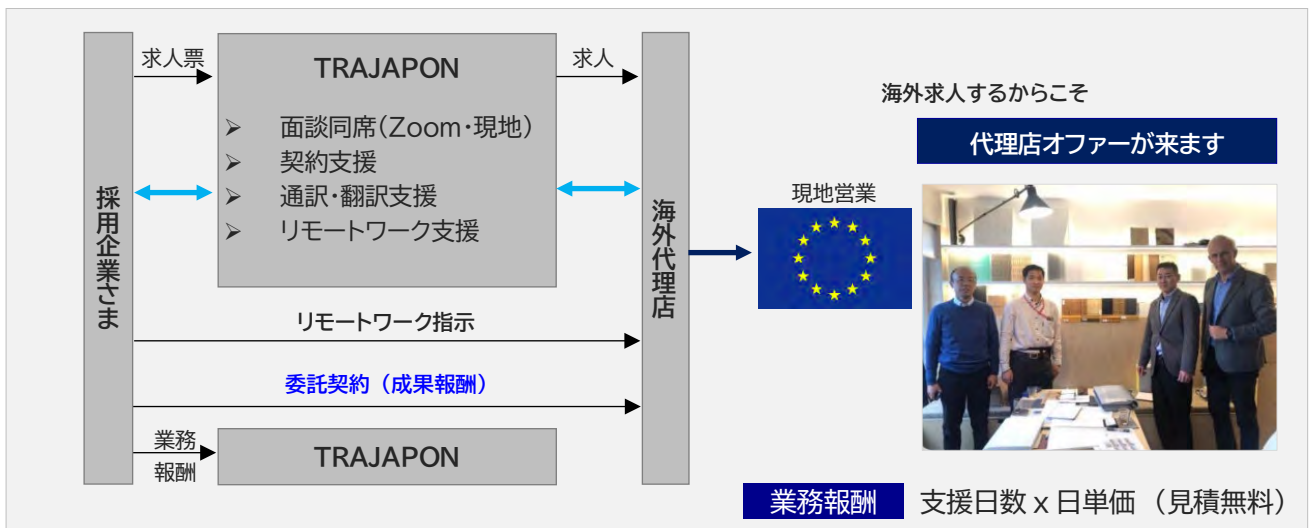 求人票
TRAJAPON
求人
➢ 面談同席(Zoom・現地)
➢ 契約支援
➢ 通訳・翻訳支援
➢ リモートワーク支援
採用企業さま
海外代理店
リモートワーク指示
委託契約（成果報酬）
業務
報酬
TRAJAPON
海外求人するからこそ
代理店オファーが来ます
現地営業
業務報酬 支援日数 x 日単価 （見積無料）